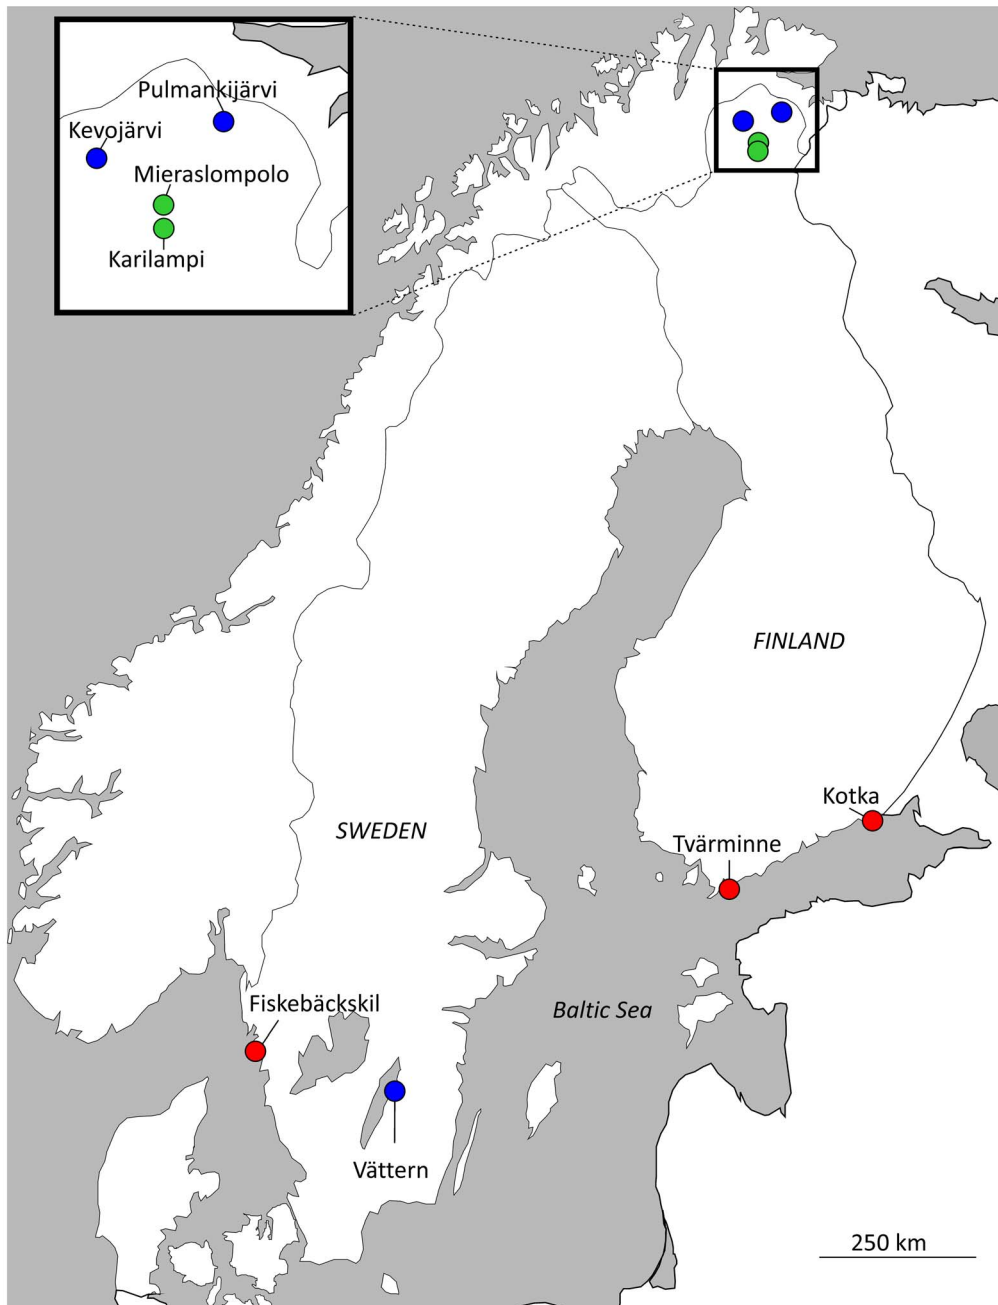 Pulmankijärvi
Kevojärvi
Mieraslompolo
Karilampi
FINLAND
Kotka
SWEDEN
Tvärminne
Fiskebäckskil
Baltic Sea
Vättern
250 km